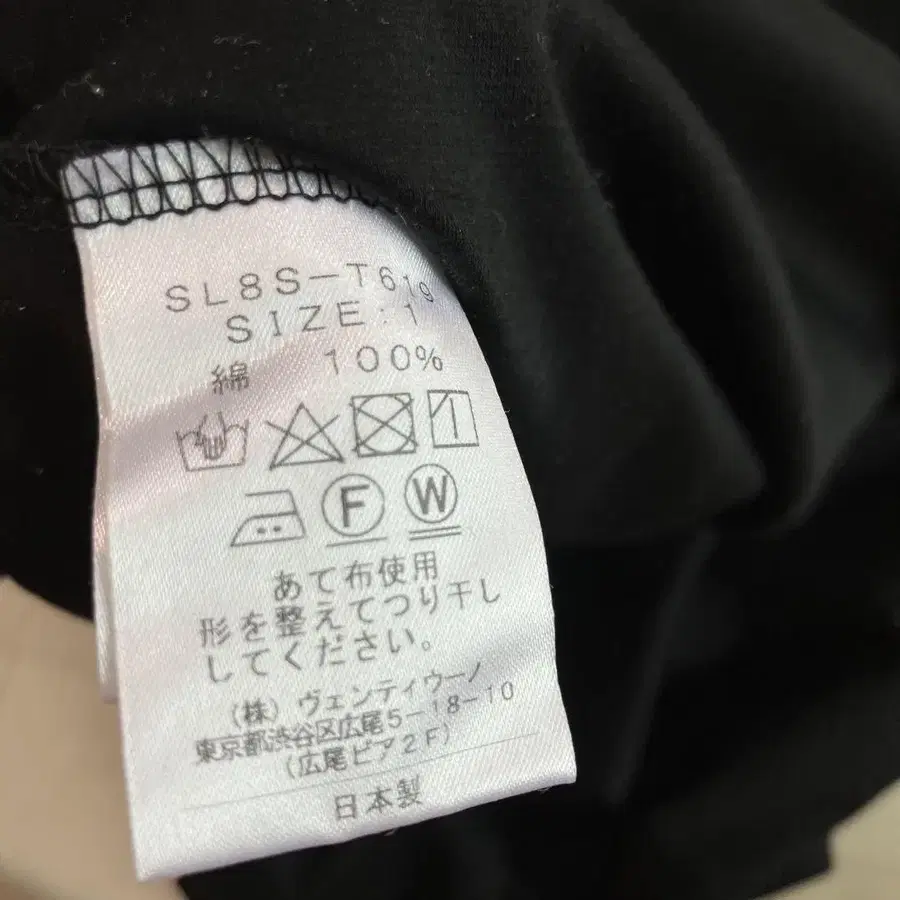 SL8S-T619
SIZE:1
綿 100%
F W
あて布使用
形を整えてつり干し
してください。
(株)ヴェンティウーノ
東京都渋谷区広尾5-18-10
(広尾ピア2F)
日本製